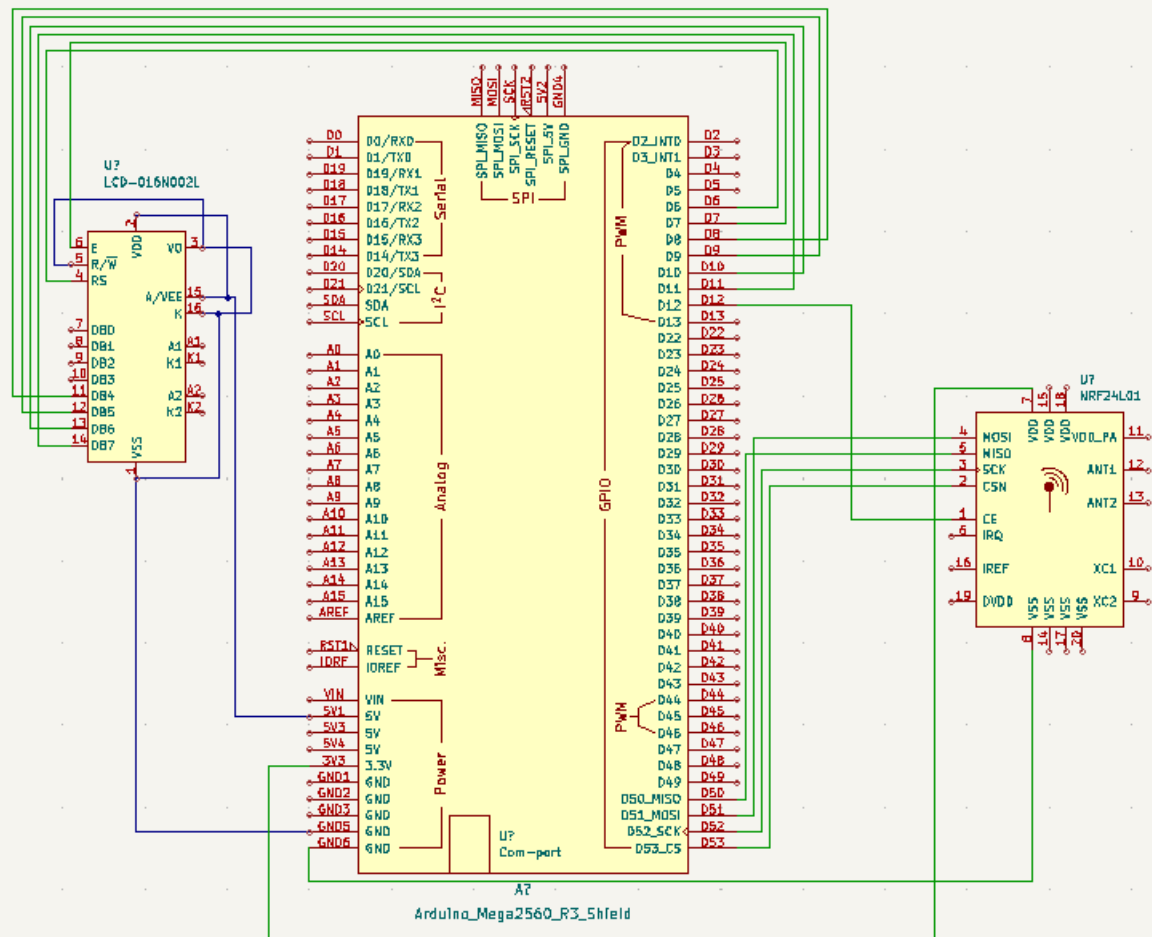 MISO MOSI SCK RST2 5V2 GND4
SPI_MISO SPI_MOSI SPI_SCK SPI_RESET SPI_5V SPI_GND
SPI
U?
LCD-016N002L
2
VDD
6 E
5 R/W
4 RS
7 DB0
8 DB1
9 DB2
10 DB3
11 DB4
12 DB5
13 DB6
14 DB7
VO 3
A/VEE 15
K 16
A1 A1
K1 K1
A2 A2
K2 K2
VSS
1
D0 D0/RX0
D1 D1/TX0
D19 D19/RX1
D18 D18/TX1
D17 D17/RX2
D16 D16/TX2
D15 D15/RX3
D14 D14/TX3
Serial
D20 D20/SDA
D21 D21/SCL
SDA SDA
SCL SCL
I²C
A0 A0
A1 A1
A2 A2
A3 A3
A4 A4
A5 A5
A6 A6
A7 A7
A8 A8
A9 A9
A10 A10
A11 A11
A12 A12
A13 A13
A14 A14
A15 A15
AREF AREF
Analog
RST1 RESET
IORF IOREF
Misc.
VIN VIN
5V1 5V
5V3 5V
5V4 5V
3V3 3.3V
GND1 GND
GND2 GND
GND3 GND
GND5 GND
GND6 GND
Power
D2_INT0 D2
D3_INT1 D3
D4 D4
D5 D5
D6 D6
D7 D7
D8 D8
D9 D9
D10 D10
D11 D11
D12 D12
D13 D13
PWM
D22 D22
D23 D23
D24 D24
D25 D25
D26 D26
D27 D27
D28 D28
D29 D29
D30 D30
D31 D31
D32 D32
D33 D33
D34 D34
D35 D35
D36 D36
D37 D37
D38 D38
D39 D39
D40 D40
D41 D41
D42 D42
D43 D43
D44 D44
D45 D45
D46 D46
PWM
D47 D47
D48 D48
D49 D49
D50_MISO D50
D51_MOSI D51
D52_SCK D52
D53_CS D53
GPIO
U?
Com-port
A?
Arduino_Mega2560_R3_Shield
U?
NRF24L01
7 15 18
VDD VDD VDD
4 MOSI
5 MISO
3 SCK
2 CSN
1 CE
6 IRQ
16 IREF
19 DVDD
VDD_PA 11
ANT1 12
ANT2 13
XC1 10
XC2 9
VSS VSS VSS VSS
8 14 17 20